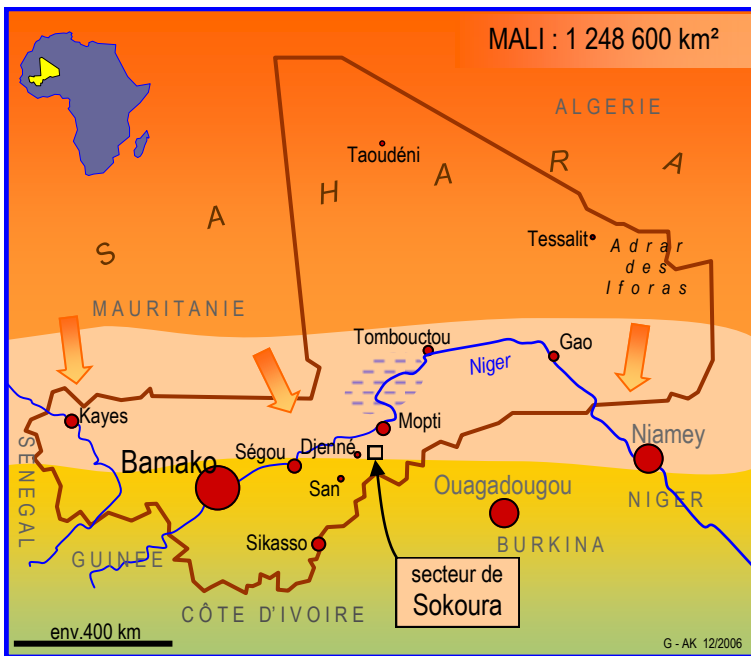 MALI : 1 248 600 km²
ALGERIE
Taoudéni
S A H A R A
Tessalit
Adrar
des
Iforas
MAURITANIE
Tombouctou
Gao
Niger
Kayes
Mopti
Niamey
SENEGAL
Bamako
Ségou
Djenné
San
Ouagadougou
NIGER
GUINEE
Sikasso
BURKINA
secteur de
Sokoura
CÔTE D'IVOIRE
env.400 km
G - AK 12/2006